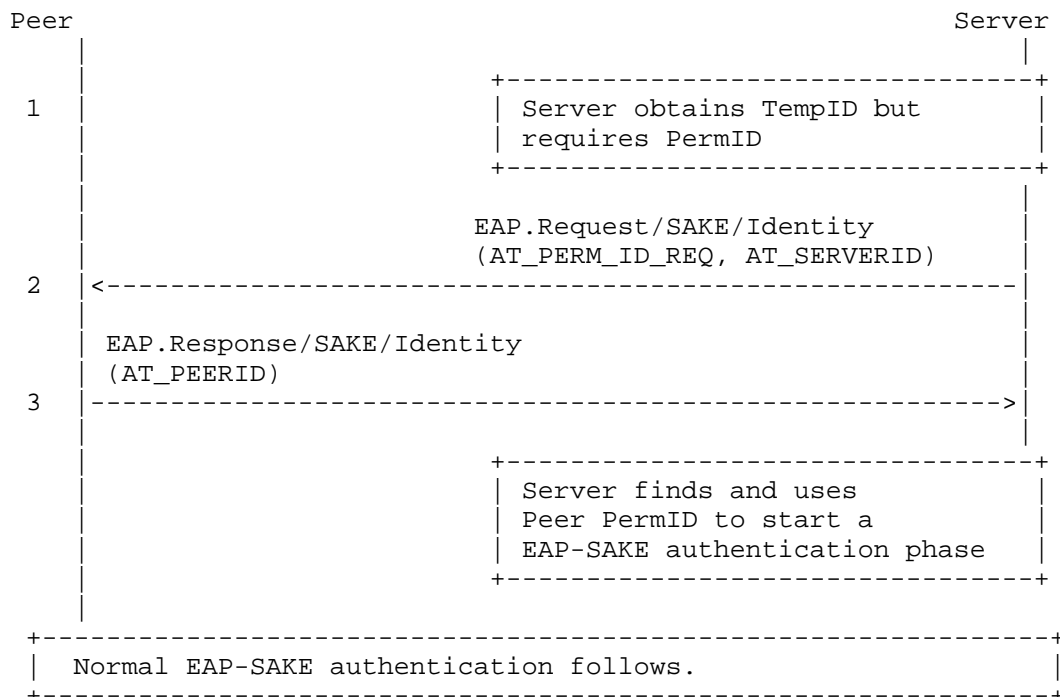 Peer Server
1 Server obtains TempID but
requires PermID
EAP.Request/SAKE/Identity
(AT_PERM_ID_REQ, AT_SERVERID)
2
EAP.Response/SAKE/Identity
(AT_PEERID)
3
Server finds and uses
Peer PermID to start a
EAP-SAKE authentication phase
Normal EAP-SAKE authentication follows.